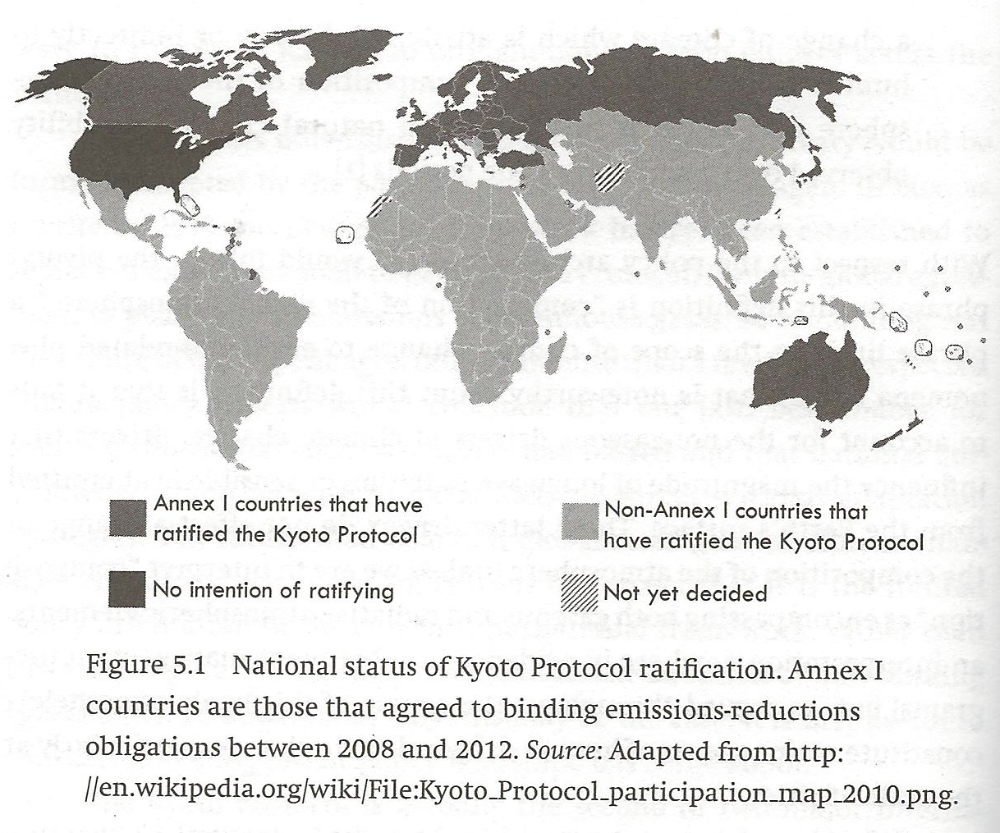 Annex I countries that have
ratified the Kyoto Protocol
Non-Annex I countries that
have ratified the Kyoto Protocol
No intention of ratifying
Not yet decided
Figure 5.1 National status of Kyoto Protocol ratification. Annex I
countries are those that agreed to binding emissions-reductions
obligations between 2008 and 2012. Source: Adapted from http:
//en.wikipedia.org/wiki/File:Kyoto_Protocol_participation_map_2010.png.